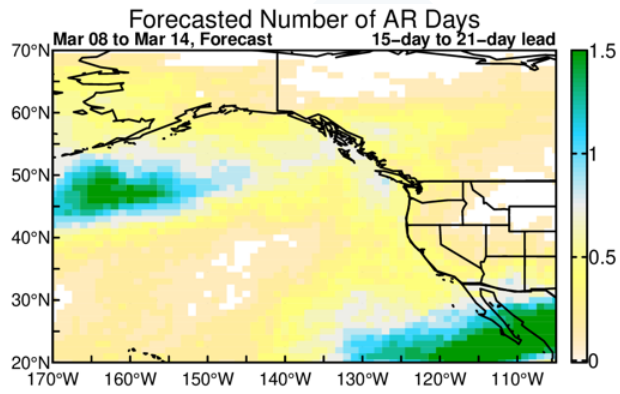 Forecasted Number of AR Days
Mar 08 to Mar 14, Forecast 15-day to 21-day lead
70°N
60°N
50°N
40°N
30°N
20°N
170°W 160°W 150°W 140°W 130°W 120°W 110°W
1.5
1
0.5
0